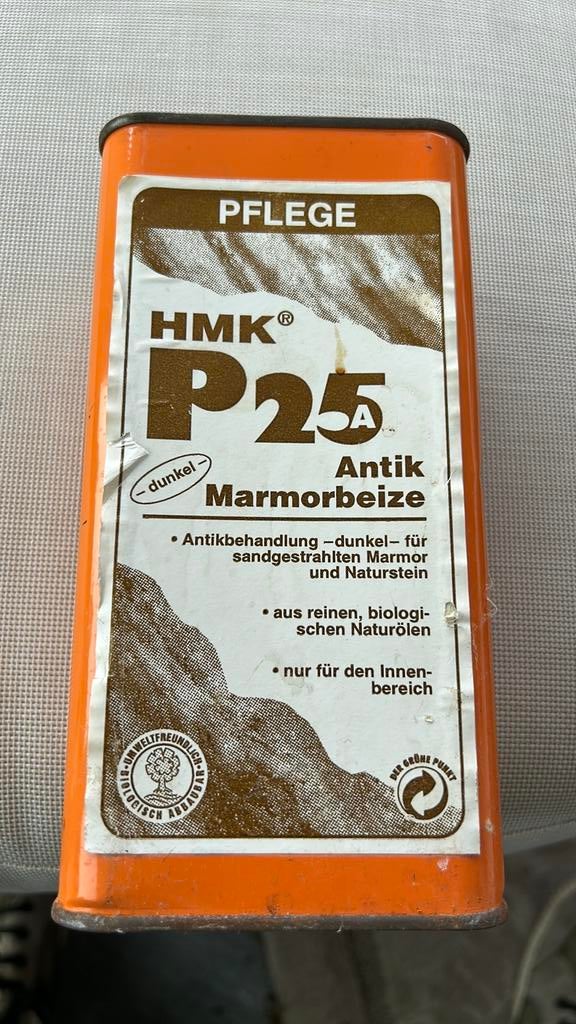 PFLEGE
HMK®
P25A
- dunkel -
Antik
Marmorbeize
• Antikbehandlung –dunkel– für
sandgestrahlten Marmor
und Naturstein
• aus reinen, biologi-
schen Naturölen
• nur für den Innen-
bereich
UMWELTFREUNDLICH
BIOLOGISCH ABBAUBAR
DER GRÜNE PUNKT